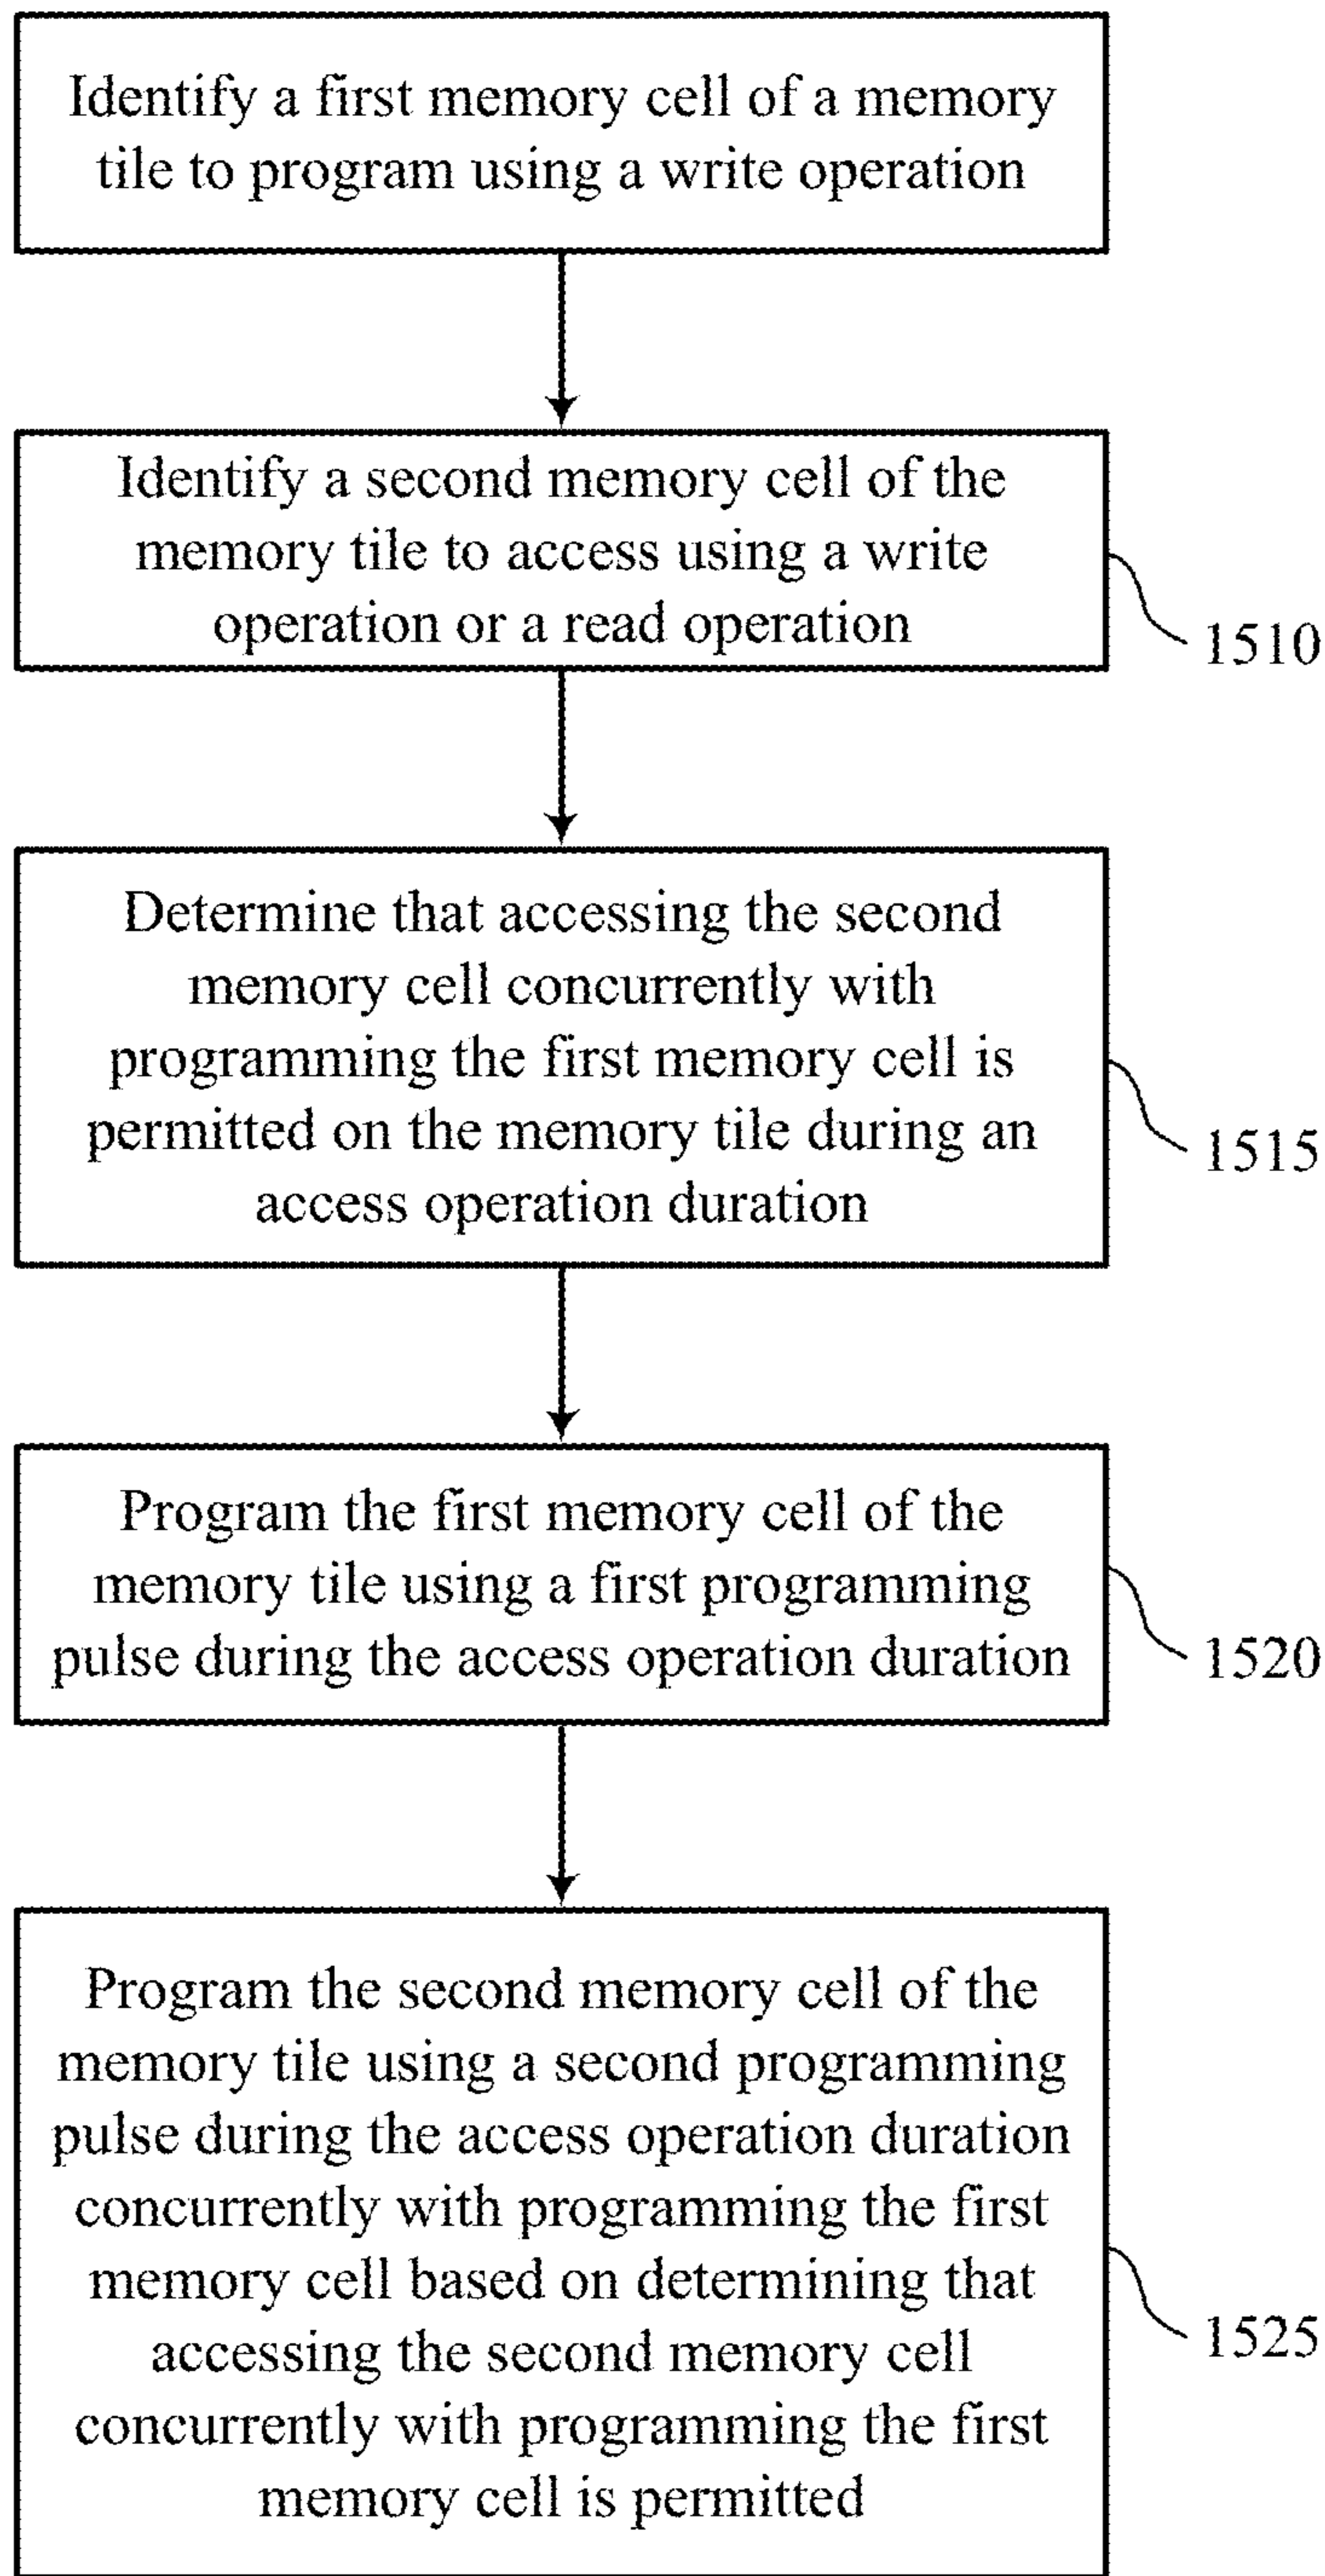 Identify a first memory cell of a memory
tile to program using a write operation
Identify a second memory cell of the
memory tile to access using a write
operation or a read operation
1510
Determine that accessing the second
memory cell concurrently with
programming the first memory cell is
permitted on the memory tile during an
access operation duration
1515
Program the first memory cell of the
memory tile using a first programming
pulse during the access operation duration
1520
Program the second memory cell of the
memory tile using a second programming
pulse during the access operation duration
concurrently with programming the first
memory cell based on determining that
accessing the second memory cell
concurrently with programming the first
memory cell is permitted
1525